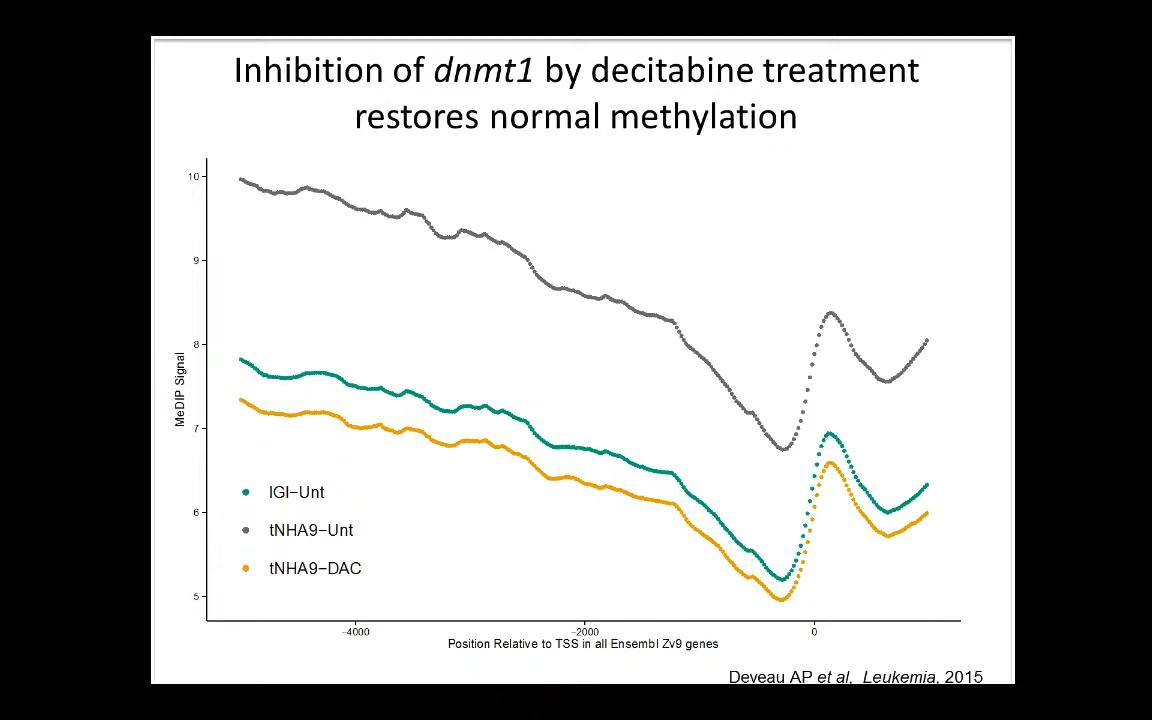 Inhibition of dnmt1 by decitabine treatment
restores normal methylation
10
9
8
7
6
5
MeDIP Signal
IGI−Unt
tNHA9−Unt
tNHA9−DAC
−4000
−2000
0
Position Relative to TSS in all Ensembl Zv9 genes
Deveau AP et al, Leukemia, 2015